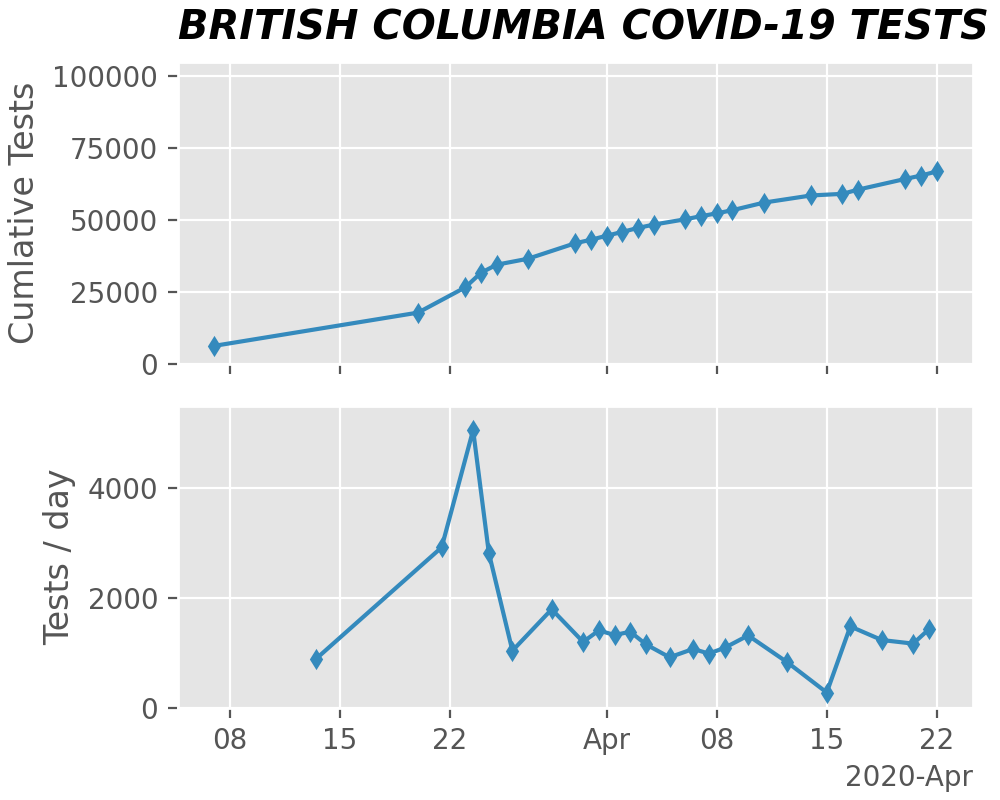 BRITISH COLUMBIA COVID-19 TESTS
Cumlative Tests
100000
75000
50000
25000
0
Tests / day
4000
2000
0
08 15 22 Apr 08 15 22
2020-Apr